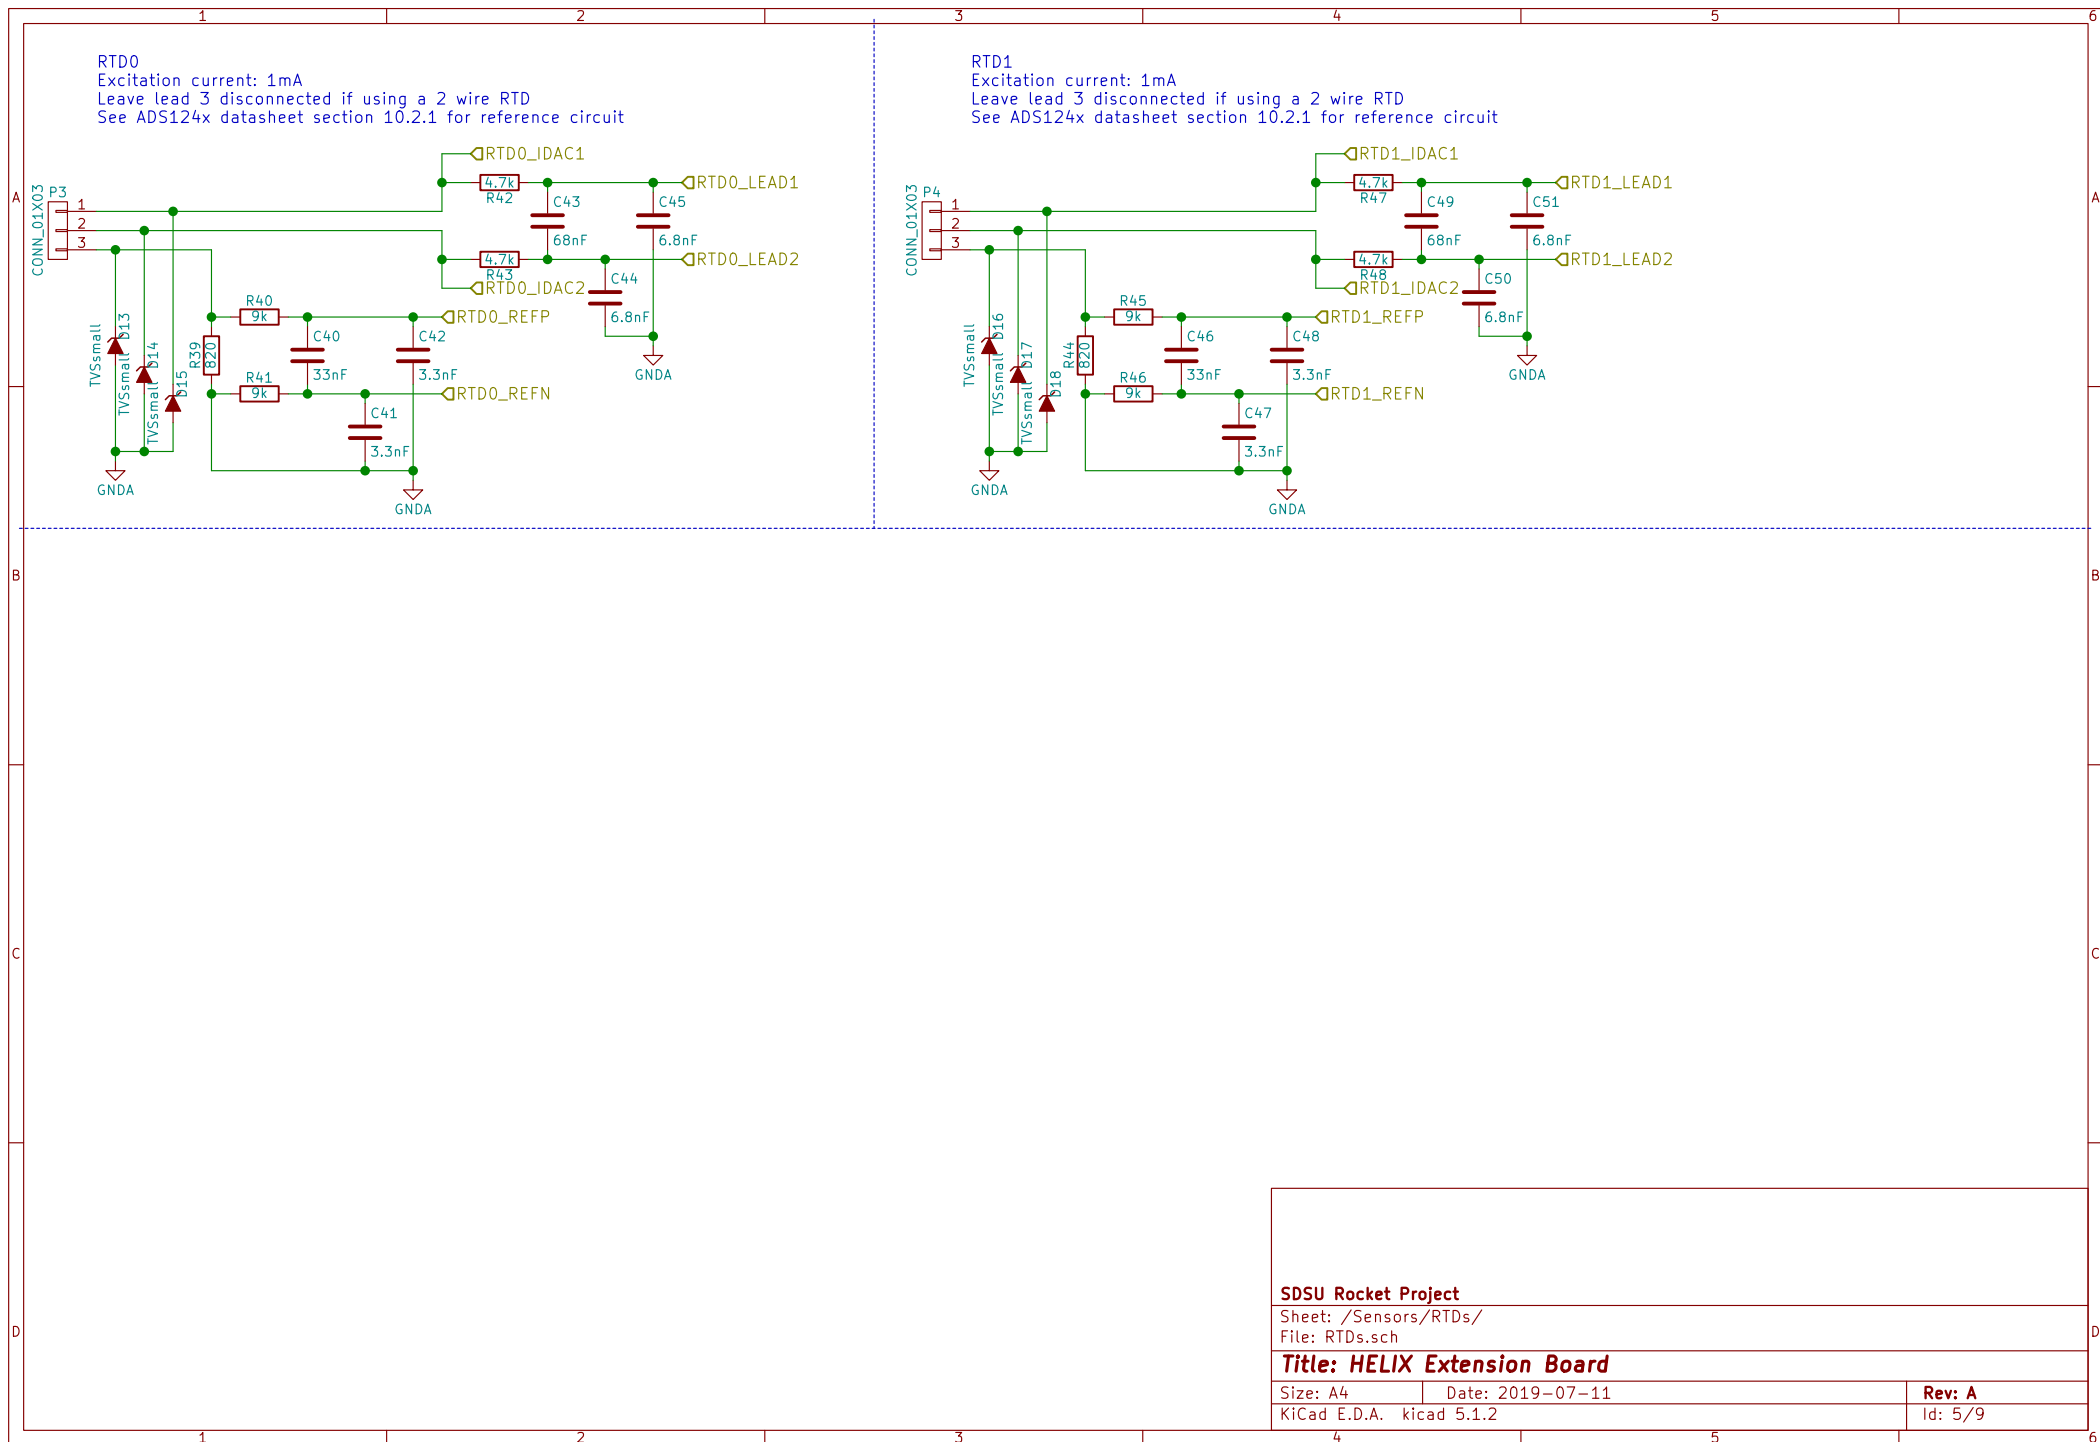 1 2 3 4 5 6
RTD0
Excitation current: 1mA
Leave lead 3 disconnected if using a 2 wire RTD
See ADS124x datasheet section 10.2.1 for reference circuit
RTD0_IDAC1
4.7k
R42
RTD0_LEAD1
P3
CONN_01X03
1
2
3
C43
68nF
C45
6.8nF
4.7k
R43
RTD0_LEAD2
RTD0_IDAC2
C44
6.8nF
GNDA
R40
9k
RTD0_REFP
TVSsmall D13
TVSsmall D14
TVSsmall D15
R39
820
C40
33nF
C42
3.3nF
R41
9k
RTD0_REFN
C41
3.3nF
GNDA
GNDA
RTD1
Excitation current: 1mA
Leave lead 3 disconnected if using a 2 wire RTD
See ADS124x datasheet section 10.2.1 for reference circuit
RTD1_IDAC1
4.7k
R47
RTD1_LEAD1
P4
CONN_01X03
1
2
3
C49
68nF
C51
6.8nF
4.7k
R48
RTD1_LEAD2
RTD1_IDAC2
C50
6.8nF
GNDA
R45
9k
RTD1_REFP
TVSsmall D16
TVSsmall D17
TVSsmall D18
R44
820
C46
33nF
C48
3.3nF
R46
9k
RTD1_REFN
C47
3.3nF
GNDA
GNDA
A A
B B
C C
D D
SDSU Rocket Project
Sheet: /Sensors/RTDs/
File: RTDs.sch
Title: HELIX Extension Board
Size: A4 Date: 2019-07-11 Rev: A
KiCad E.D.A. kicad 5.1.2 Id: 5/9
1 2 3 4 5 6